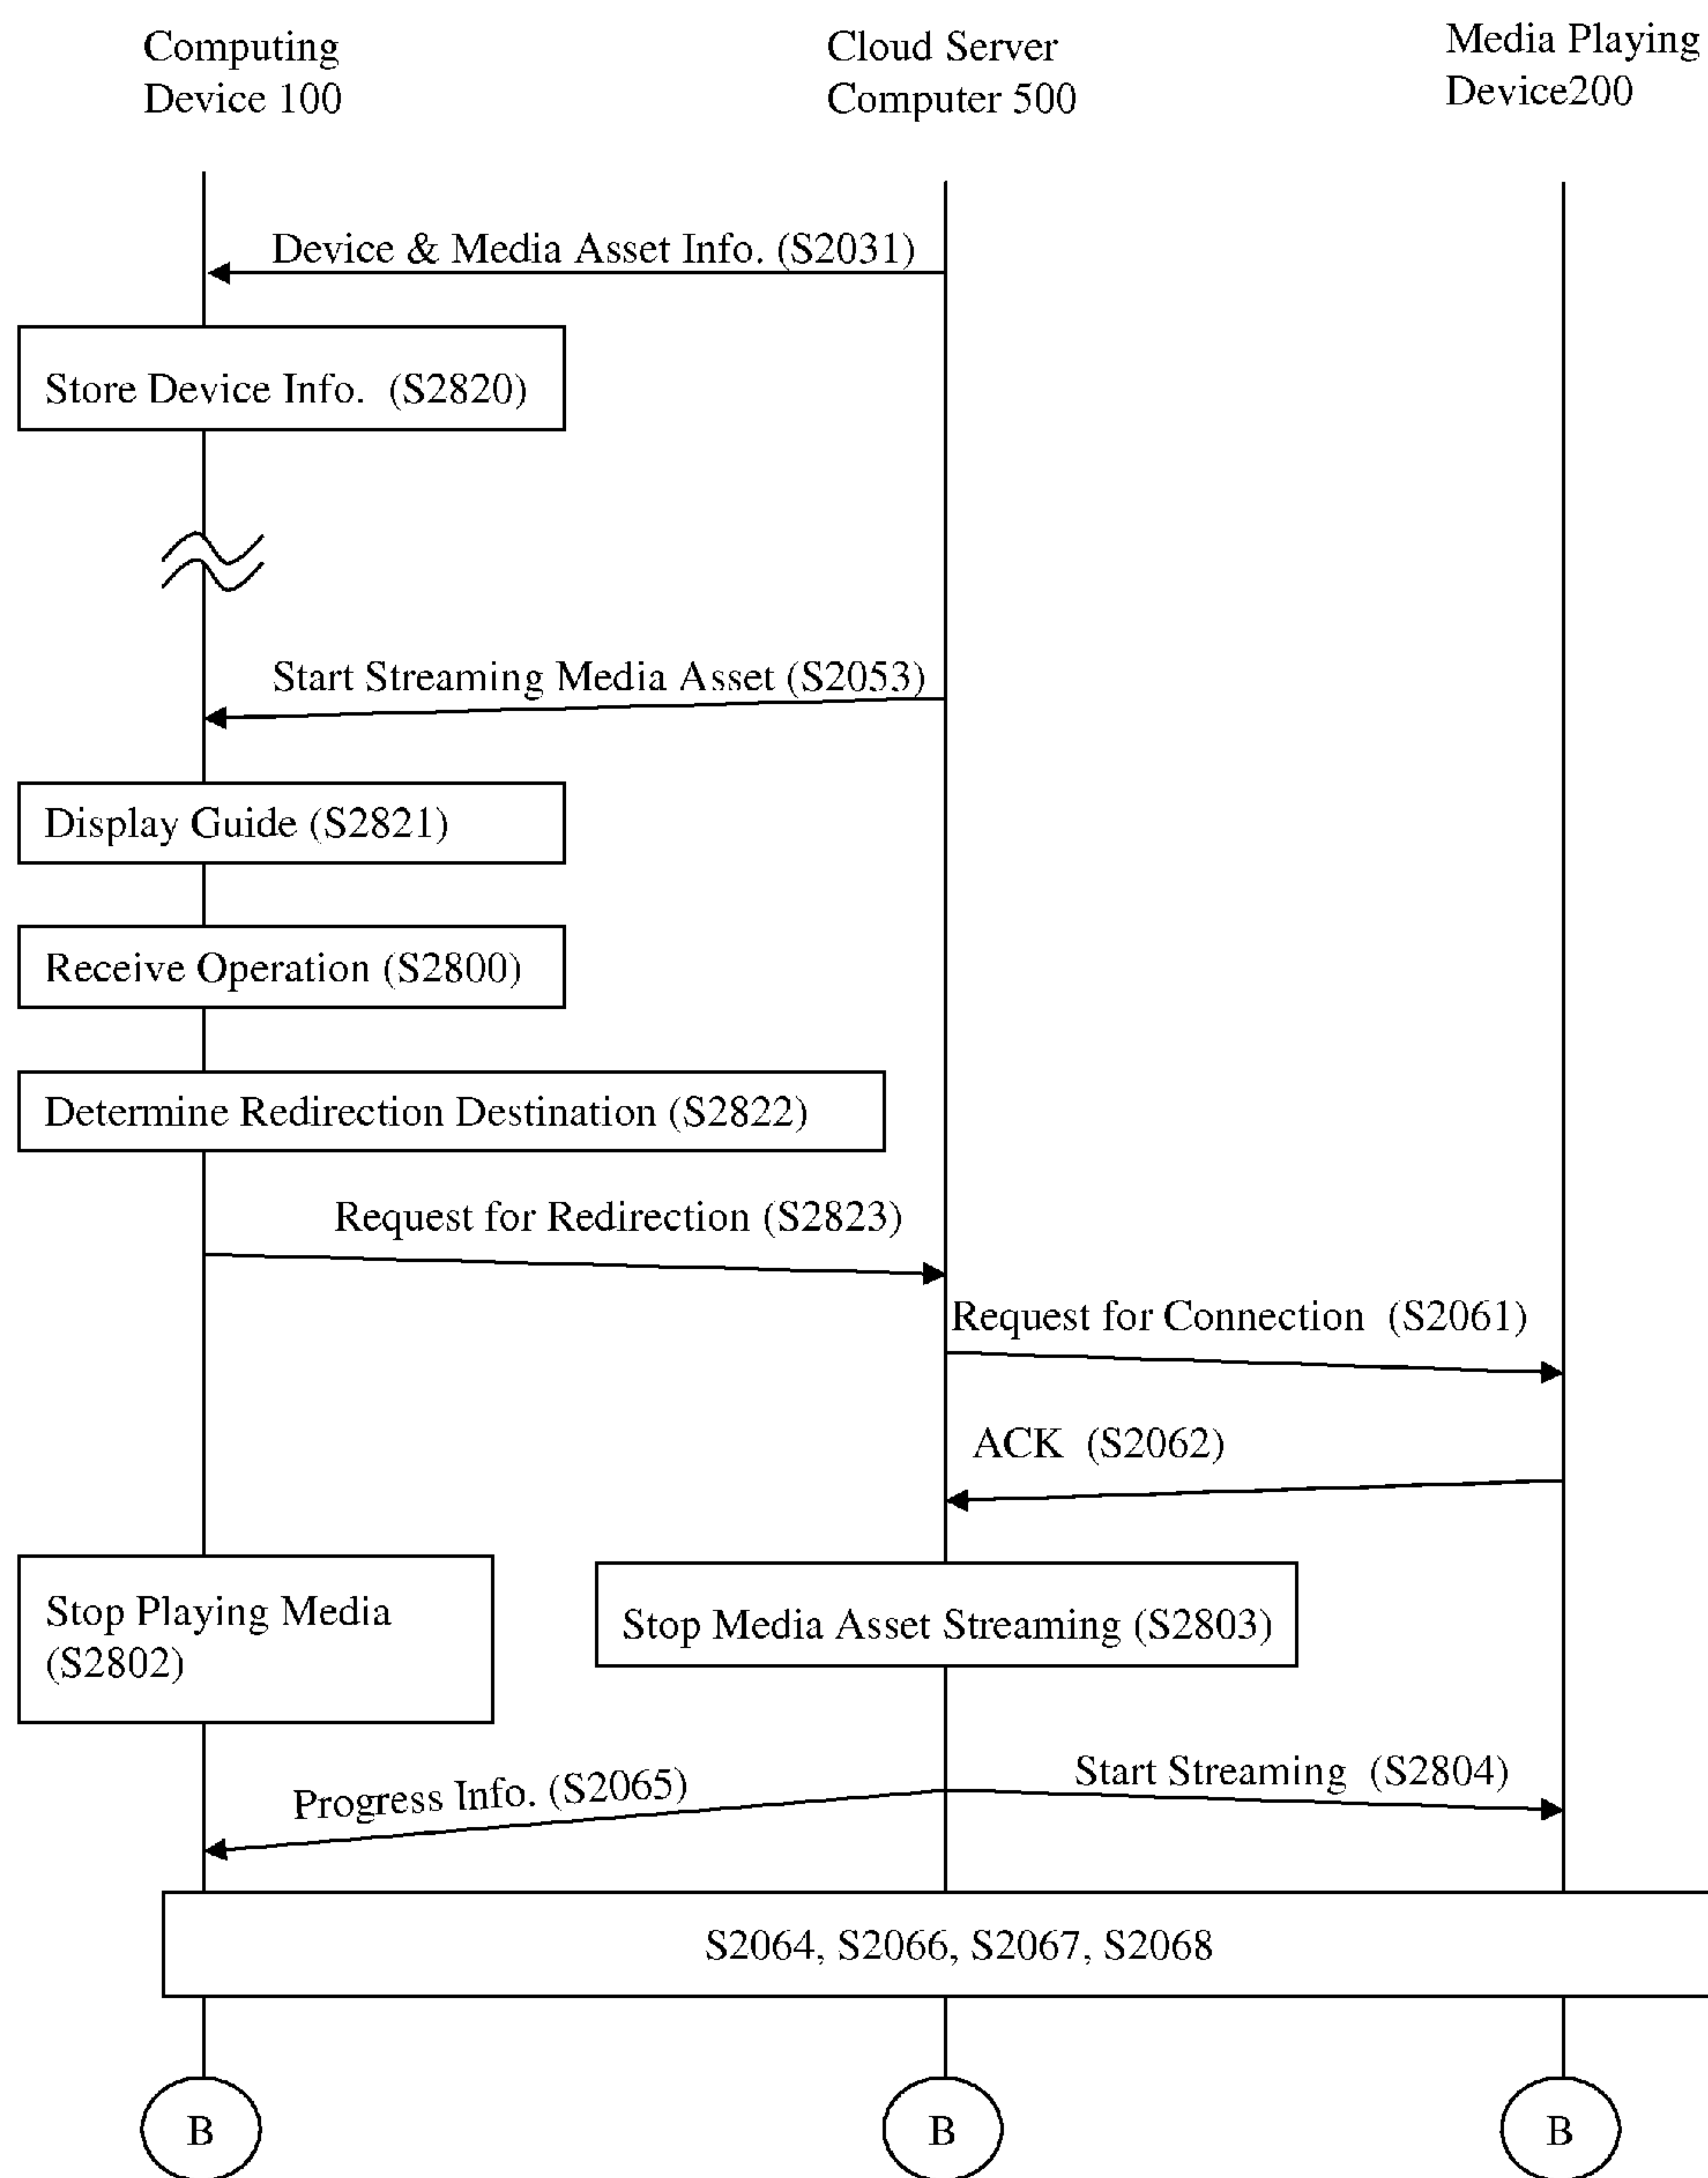 Computing
Device 100
Cloud Server
Computer 500
Media Playing
Device200
Device & Media Asset Info. (S2031)
Store Device Info. (S2820)
Start Streaming Media Asset (S2053)
Display Guide (S2821)
Receive Operation (S2800)
Determine Redirection Destination (S2822)
Request for Redirection (S2823)
Request for Connection (S2061)
ACK (S2062)
Stop Playing Media
(S2802)
Stop Media Asset Streaming (S2803)
Progress Info. (S2065)
Start Streaming (S2804)
S2064, S2066, S2067, S2068
B
B
B